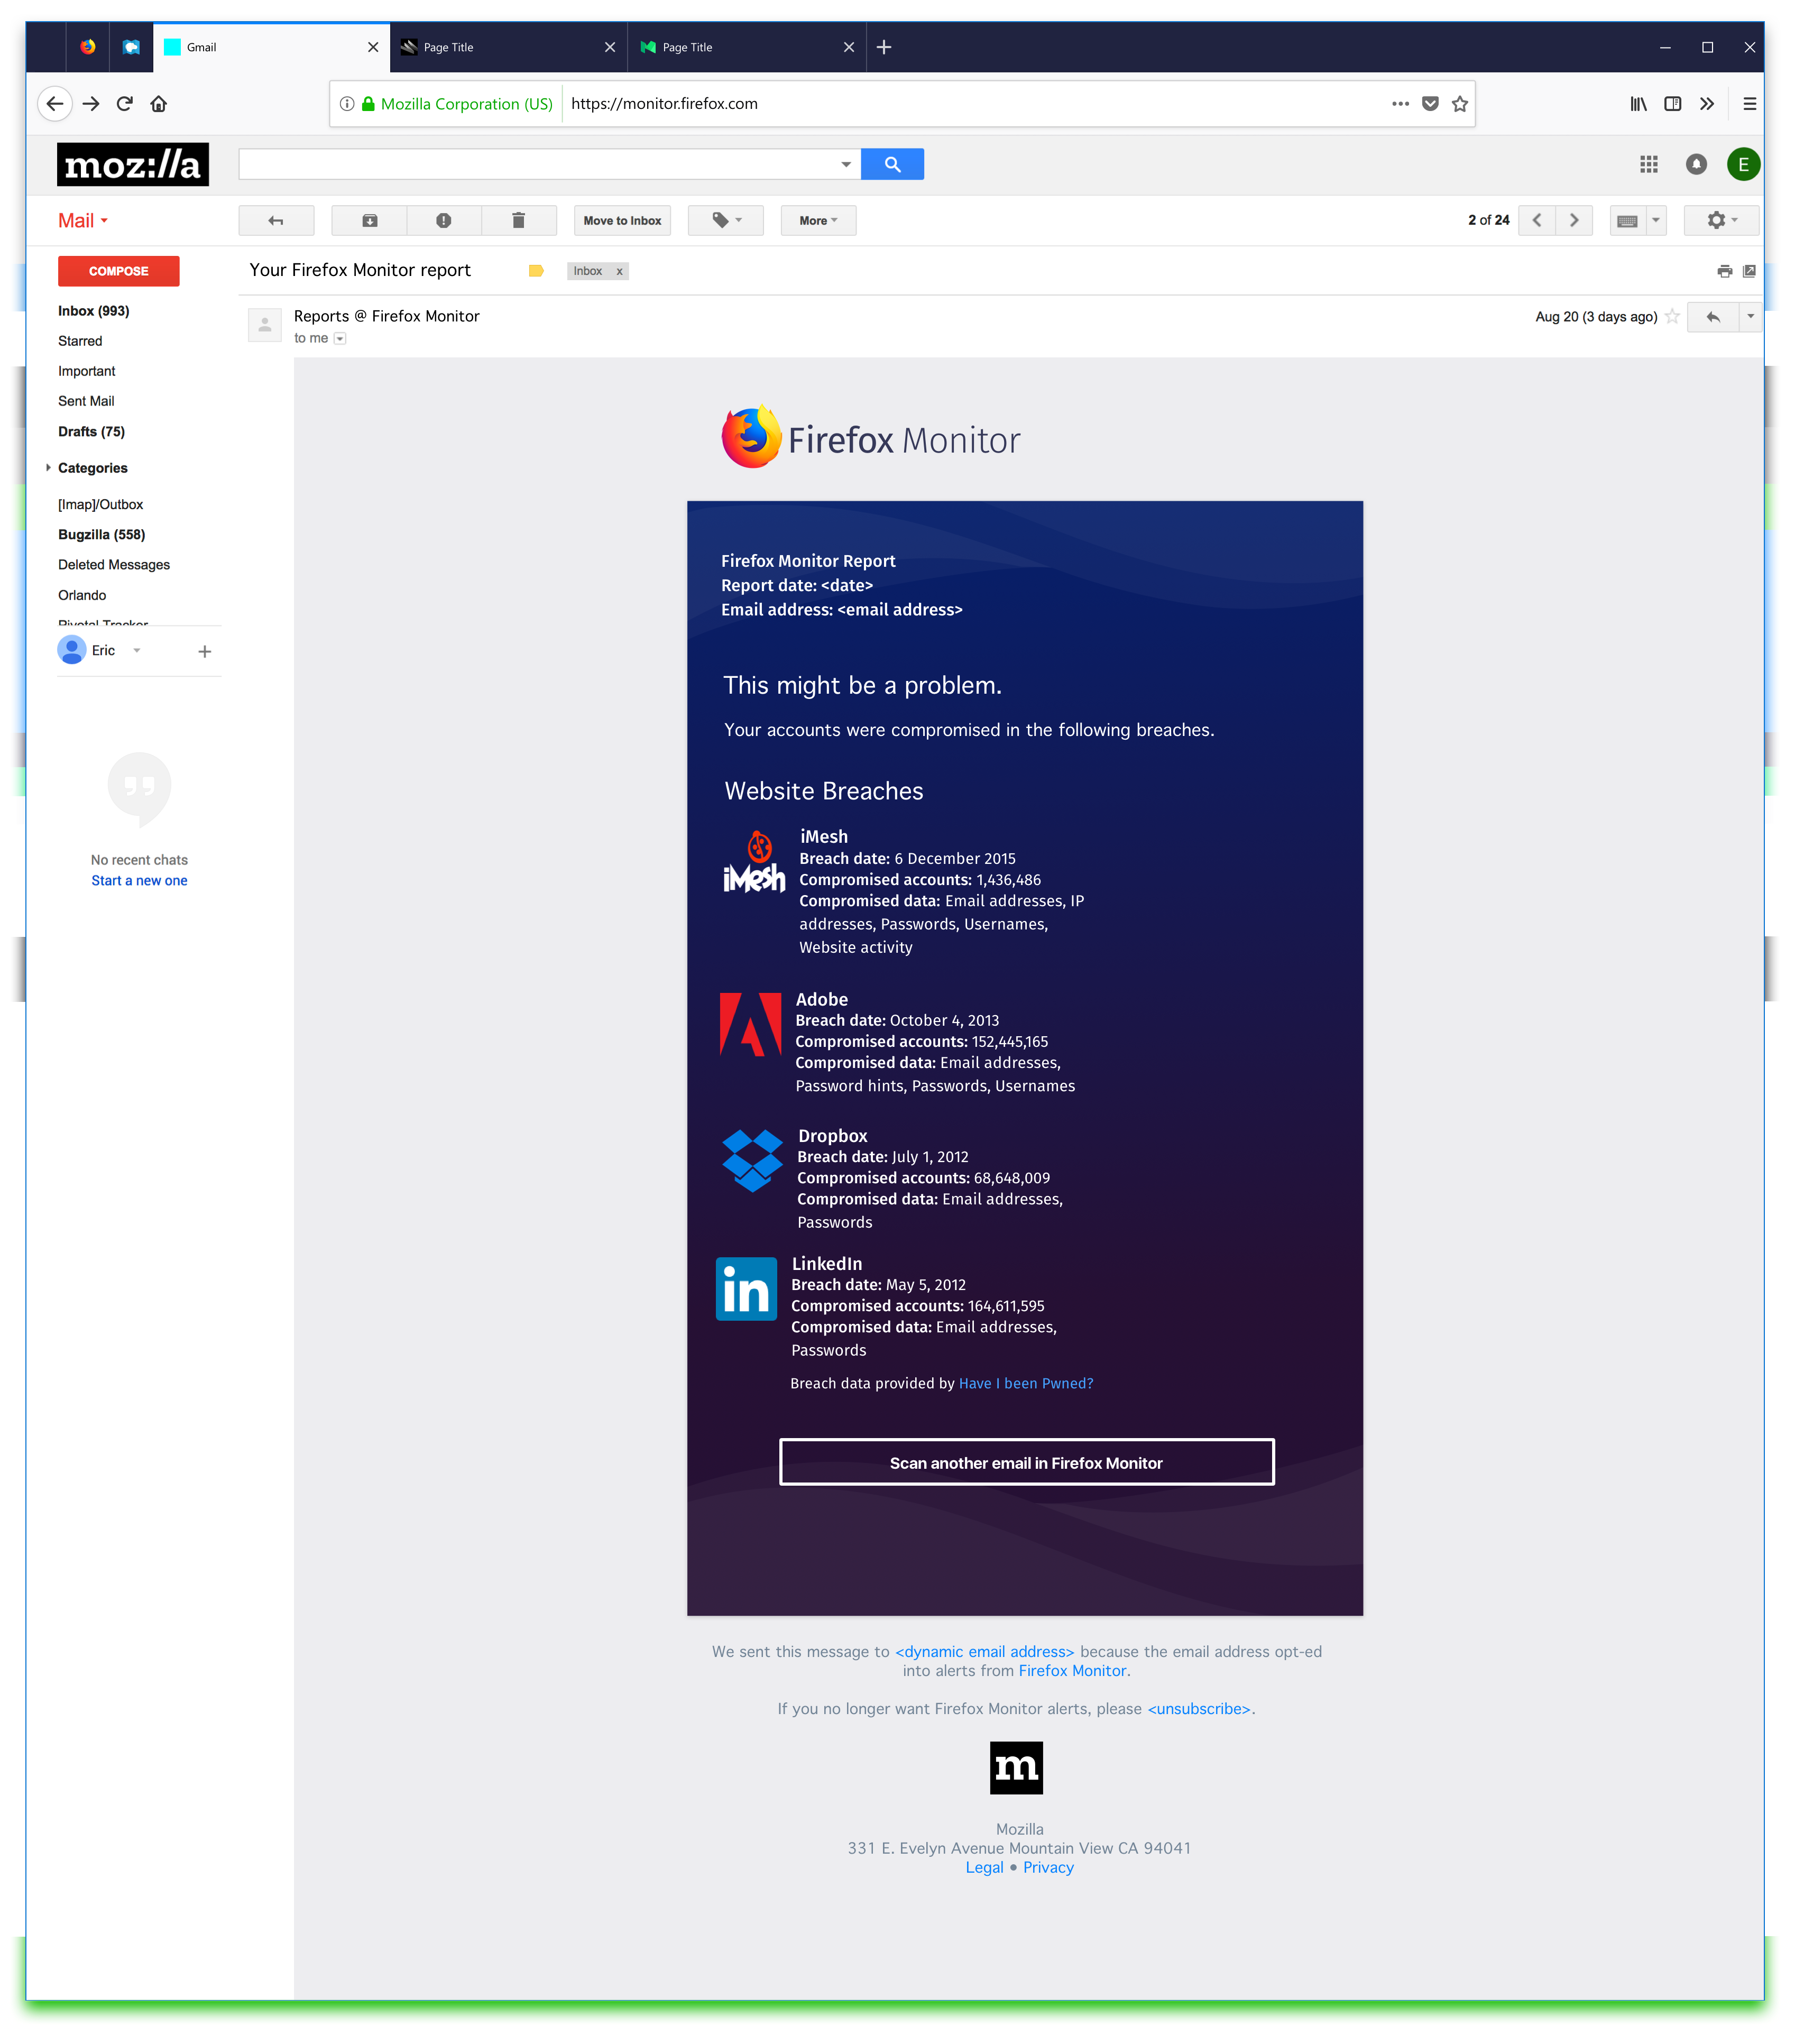 Gmail
Page Title
Page Title
Mozilla Corporation (US)
https://monitor.firefox.com
moz://a
E
Mail
Move to Inbox
More
2 of 24
COMPOSE
Your Firefox Monitor report
Inbox x
Inbox (993)
Starred
Important
Sent Mail
Drafts (75)
Categories
[Imap]/Outbox
Bugzilla (558)
Deleted Messages
Orlando
Pivotal Tracker
Eric
No recent chats
Start a new one
Reports @ Firefox Monitor
to me
Aug 20 (3 days ago)
Firefox Monitor
Firefox Monitor Report
Report date: <date>
Email address: <email address>
This might be a problem.
Your accounts were compromised in the following breaches.
Website Breaches
iMesh
iMesh
Breach date: 6 December 2015
Compromised accounts: 1,436,486
Compromised data: Email addresses, IP
addresses, Passwords, Usernames,
Website activity
Adobe
Breach date: October 4, 2013
Compromised accounts: 152,445,165
Compromised data: Email addresses,
Password hints, Passwords, Usernames
Dropbox
Breach date: July 1, 2012
Compromised accounts: 68,648,009
Compromised data: Email addresses,
Passwords
in
LinkedIn
Breach date: May 5, 2012
Compromised accounts: 164,611,595
Compromised data: Email addresses,
Passwords
Breach data provided by Have I been Pwned?
Scan another email in Firefox Monitor
We sent this message to <dynamic email address> because the email address opt-ed
into alerts from Firefox Monitor.
If you no longer want Firefox Monitor alerts, please <unsubscribe>.
m
Mozilla
331 E. Evelyn Avenue Mountain View CA 94041
Legal • Privacy